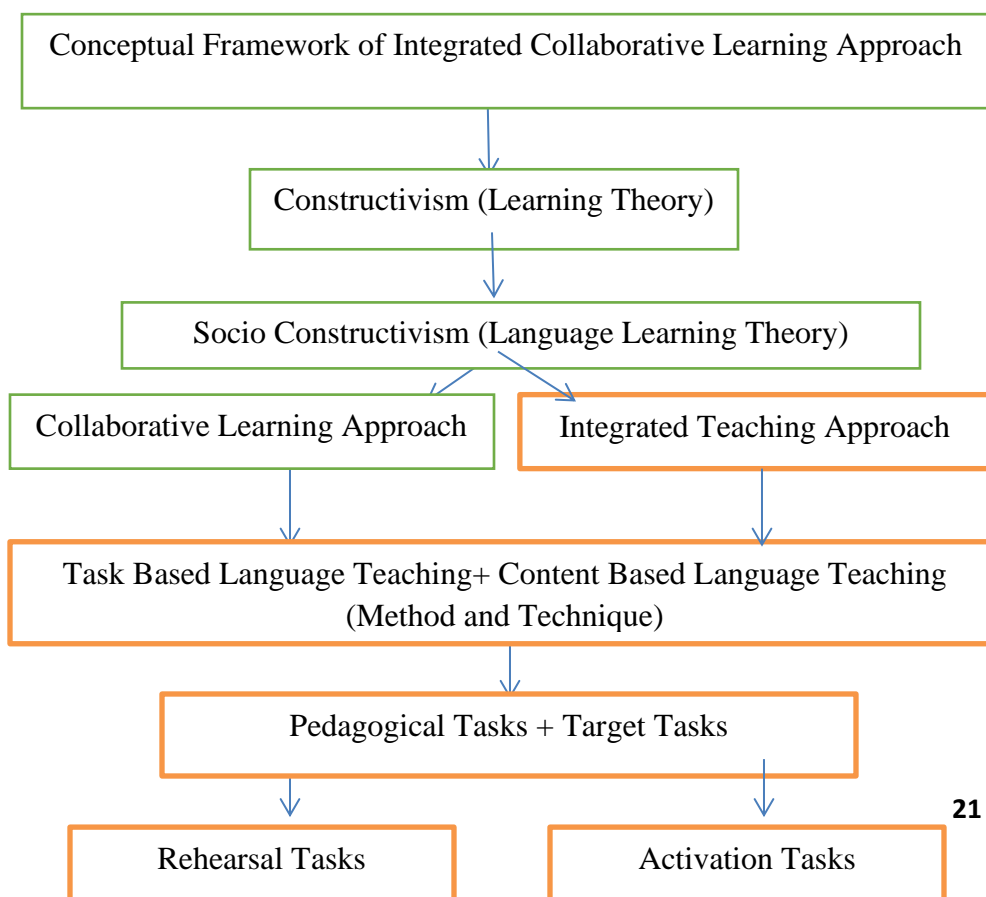 Conceptual Framework of Integrated Collaborative Learning Approach
Constructivism (Learning Theory)
Socio Constructivism (Language Learning Theory)
Collaborative Learning Approach
Integrated Teaching Approach
Task Based Language Teaching+ Content Based Language Teaching
(Method and Technique)
Pedagogical Tasks + Target Tasks
21
Rehearsal Tasks
Activation Tasks